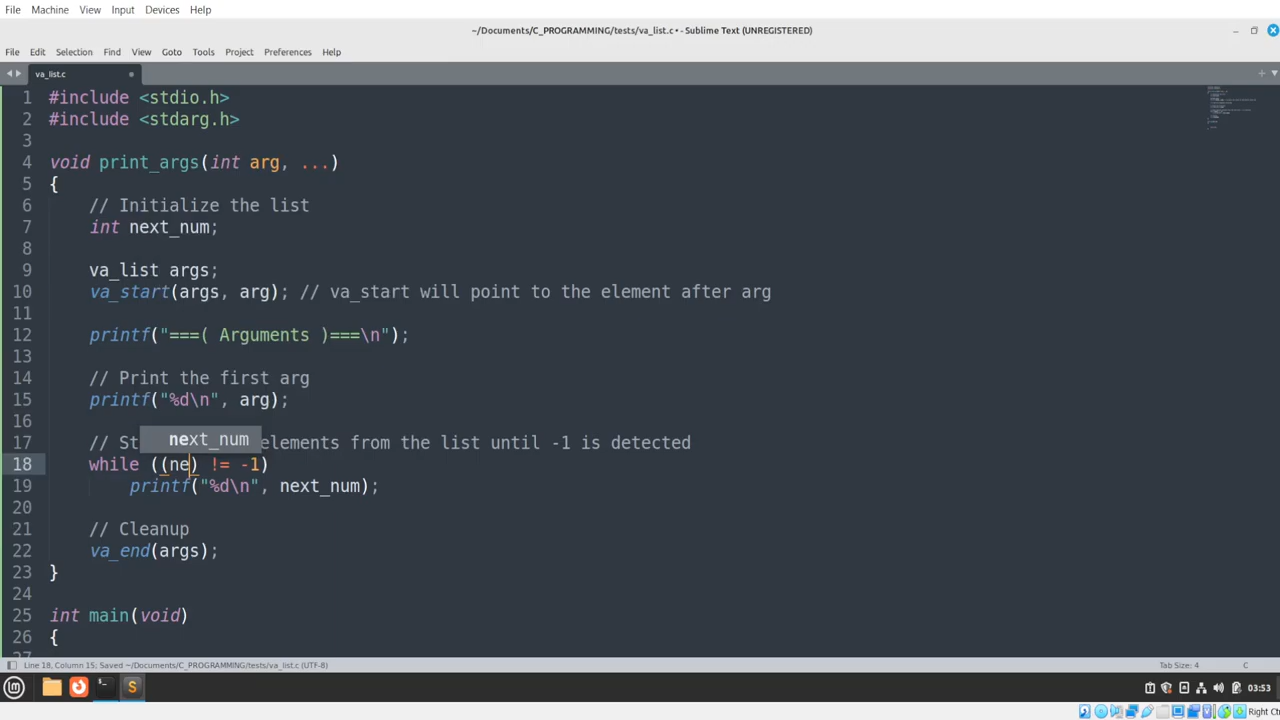 File Machine View Input Devices Help
~/Documents/C_PROGRAMMING/tests/va_list.c • - Sublime Text (UNREGISTERED)
File Edit Selection Find View Goto Tools Project Preferences Help
va_list.c
1 #include <stdio.h>
2 #include <stdarg.h>
3
4 void print_args(int arg, ...)
5 {
6 // Initialize the list
7 int next_num;
8
9 va_list args;
10 va_start(args, arg); // va_start will point to the element after arg
11
12 printf("===( Arguments )===\n");
13
14 // Print the first arg
15 printf("%d\n", arg);
16
next_num
17 // St elements from the list until -1 is detected
18 while ((ne) != -1)
19 printf("%d\n", next_num);
20
21 // Cleanup
22 va_end(args);
23 }
24
25 int main(void)
26 {
Line 18, Column 15; Saved ~/Documents/C_PROGRAMMING/tests/va_list.c (UTF-8) Tab Size: 4 C
03:53
Right Ct